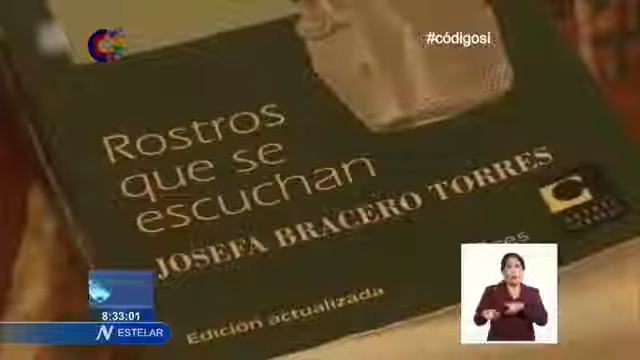 #códigosi
Rostros
que se
escuchan
JOSEFA BRACERO TORRES
Edición actualizada
8:33:01
N ESTELAR